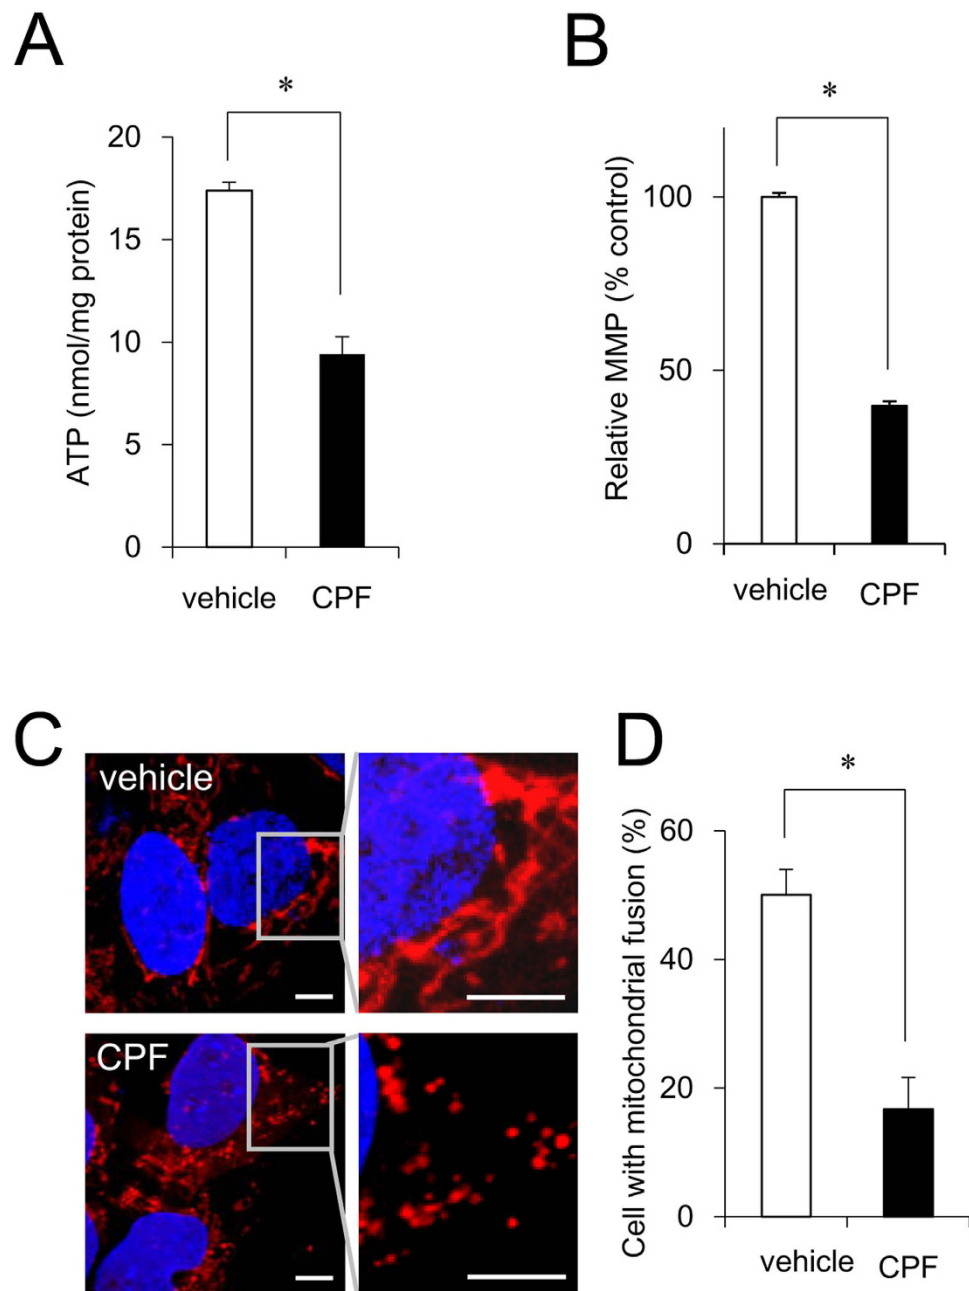 A
*
20
15
10
5
0
ATP (nmol/mg protein)
vehicle CPF
B
*
100
50
0
Relative MMP (% control)
vehicle CPF
C
vehicle
CPF
D
*
60
40
20
0
Cell with mitochondrial fusion (%)
vehicle CPF